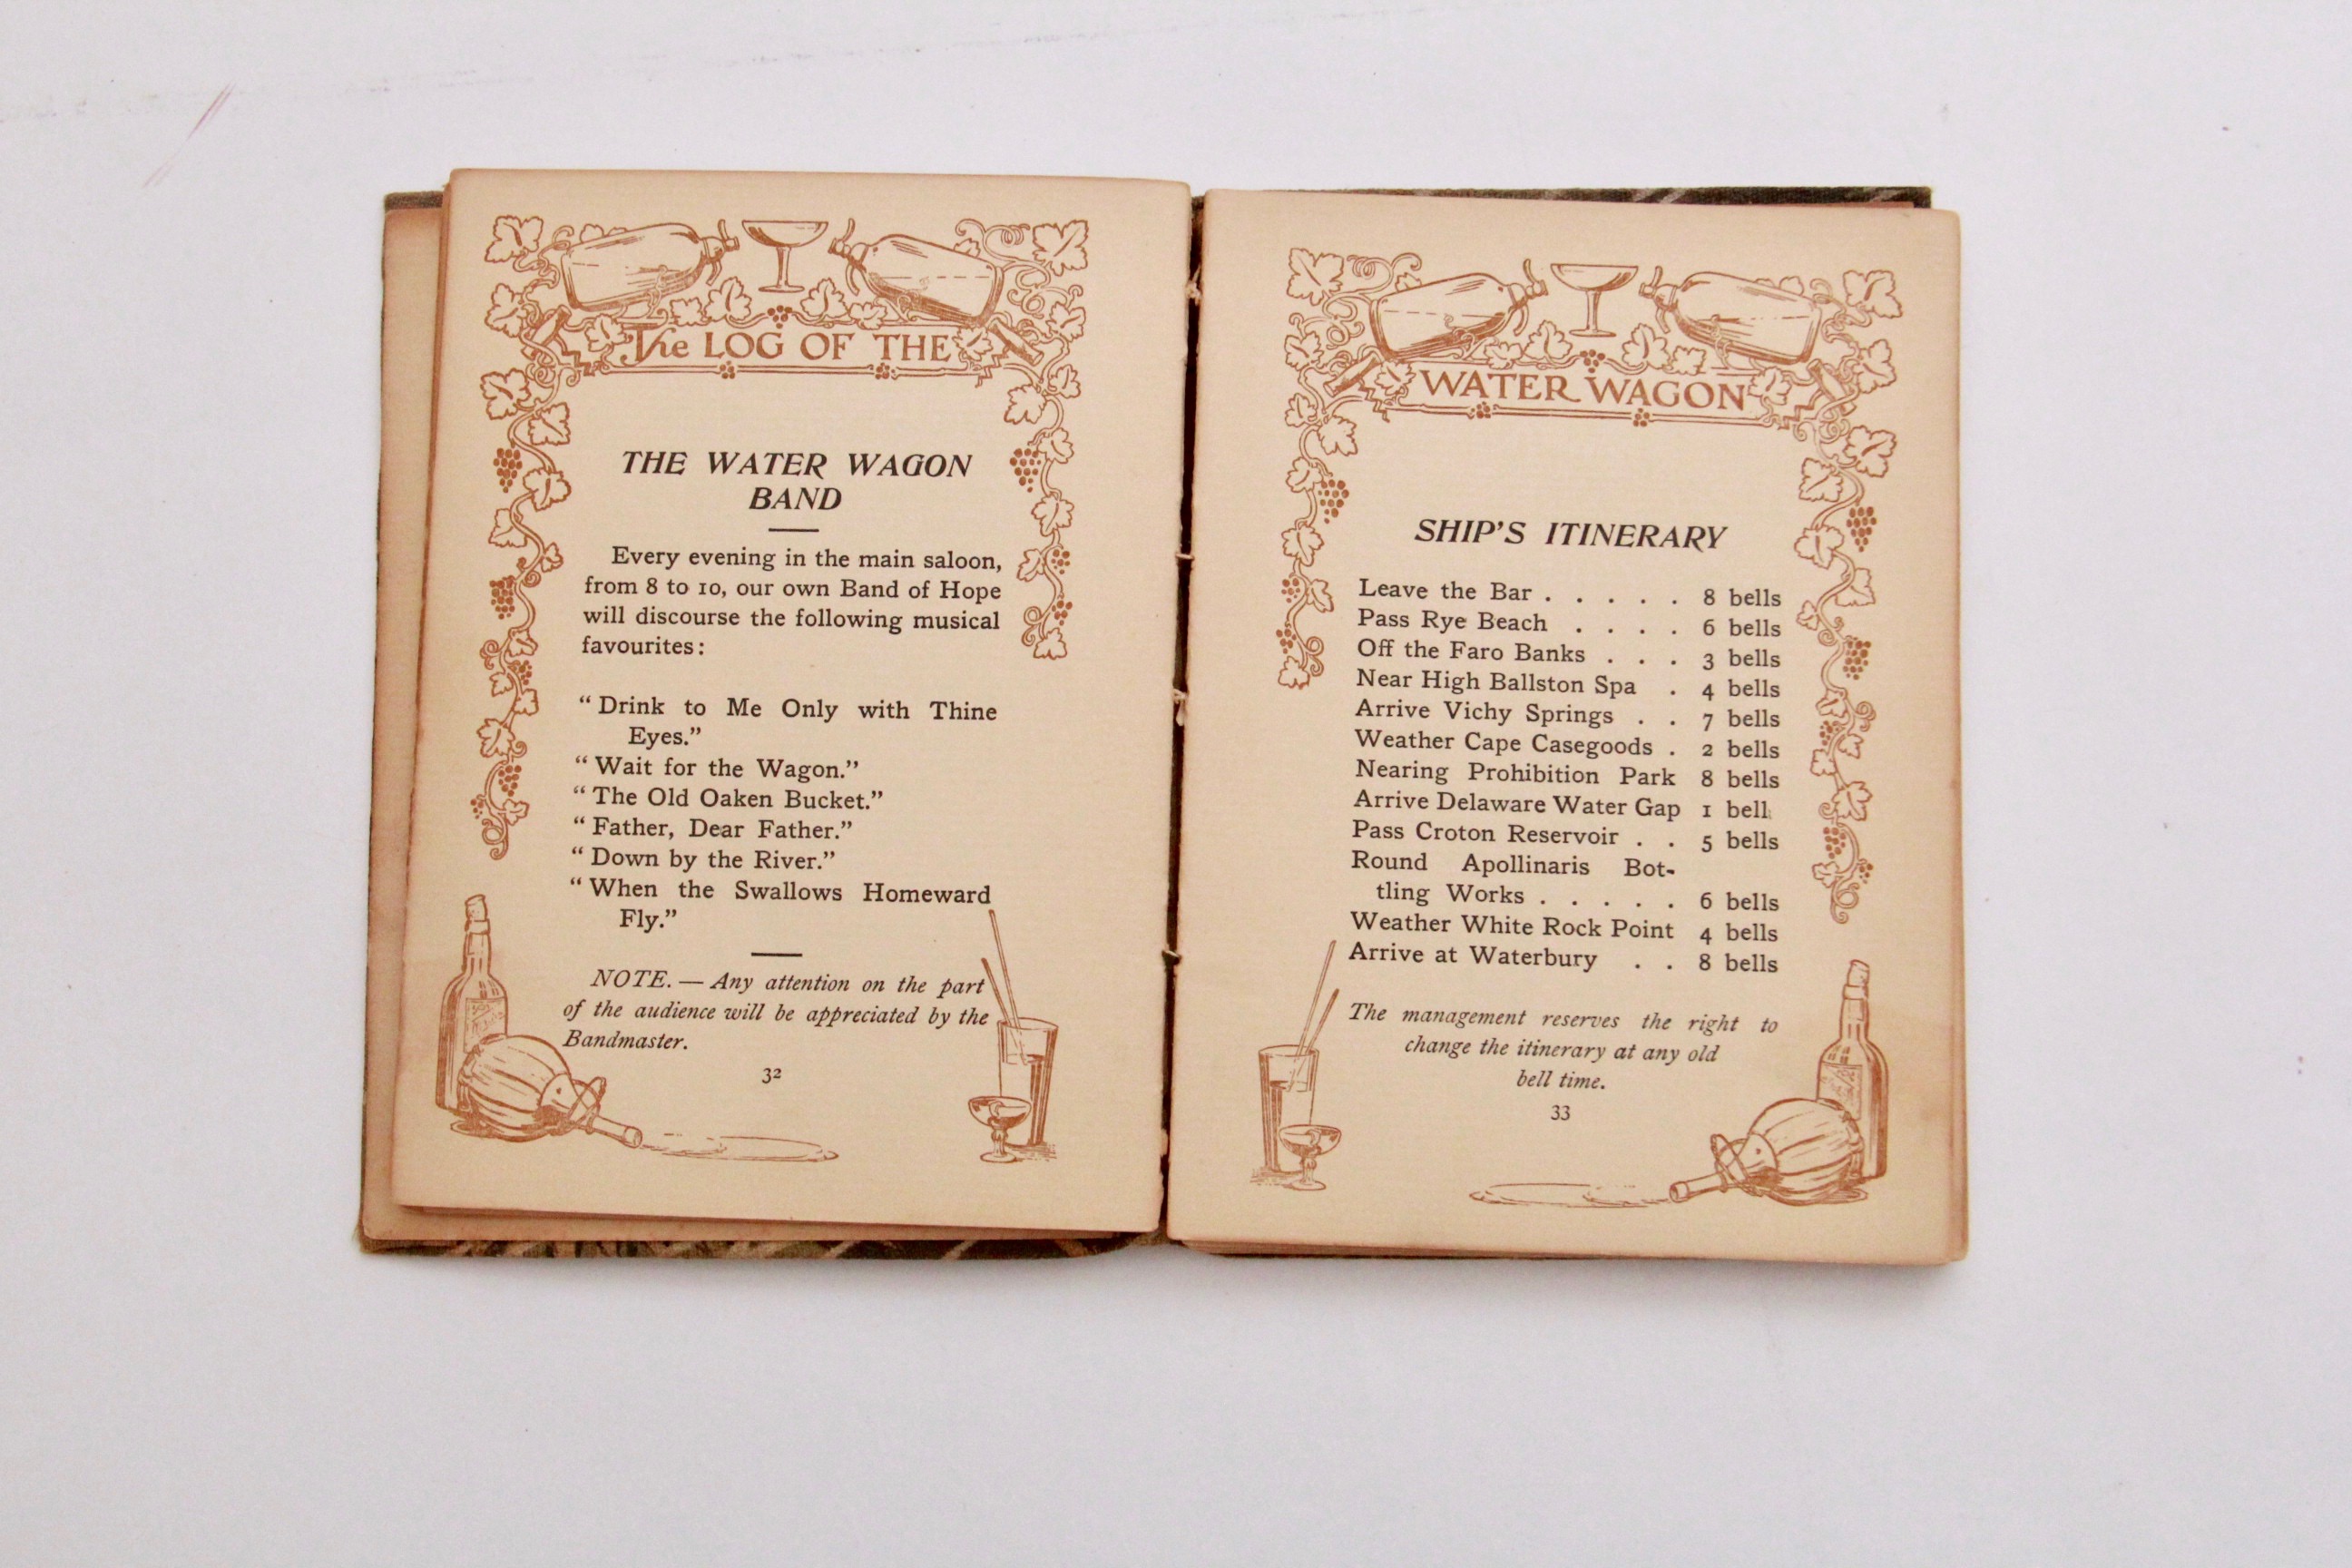 The LOG OF THE
THE WATER WAGON
BAND
Every evening in the main saloon,
from 8 to 10, our own Band of Hope
will discourse the following musical
favourites:
“Drink to Me Only with Thine
Eyes.”
“Wait for the Wagon.”
“The Old Oaken Bucket.”
“Father, Dear Father.”
“Down by the River.”
“When the Swallows Homeward
Fly.”
NOTE. — Any attention on the part
of the audience will be appreciated by the
Bandmaster.
32
WATER WAGON
SHIP’S ITINERARY
Leave the Bar . . . . . 8 bells
Pass Rye Beach . . . . 6 bells
Off the Faro Banks . . . 3 bells
Near High Ballston Spa . 4 bells
Arrive Vichy Springs . . 7 bells
Weather Cape Casegoods . 2 bells
Nearing Prohibition Park 8 bells
Arrive Delaware Water Gap 1 bell
Pass Croton Reservoir . . 5 bells
Round Apollinaris Bot-
tling Works . . . . . 6 bells
Weather White Rock Point 4 bells
Arrive at Waterbury . . 8 bells
The management reserves the right to
change the itinerary at any old
bell time.
33